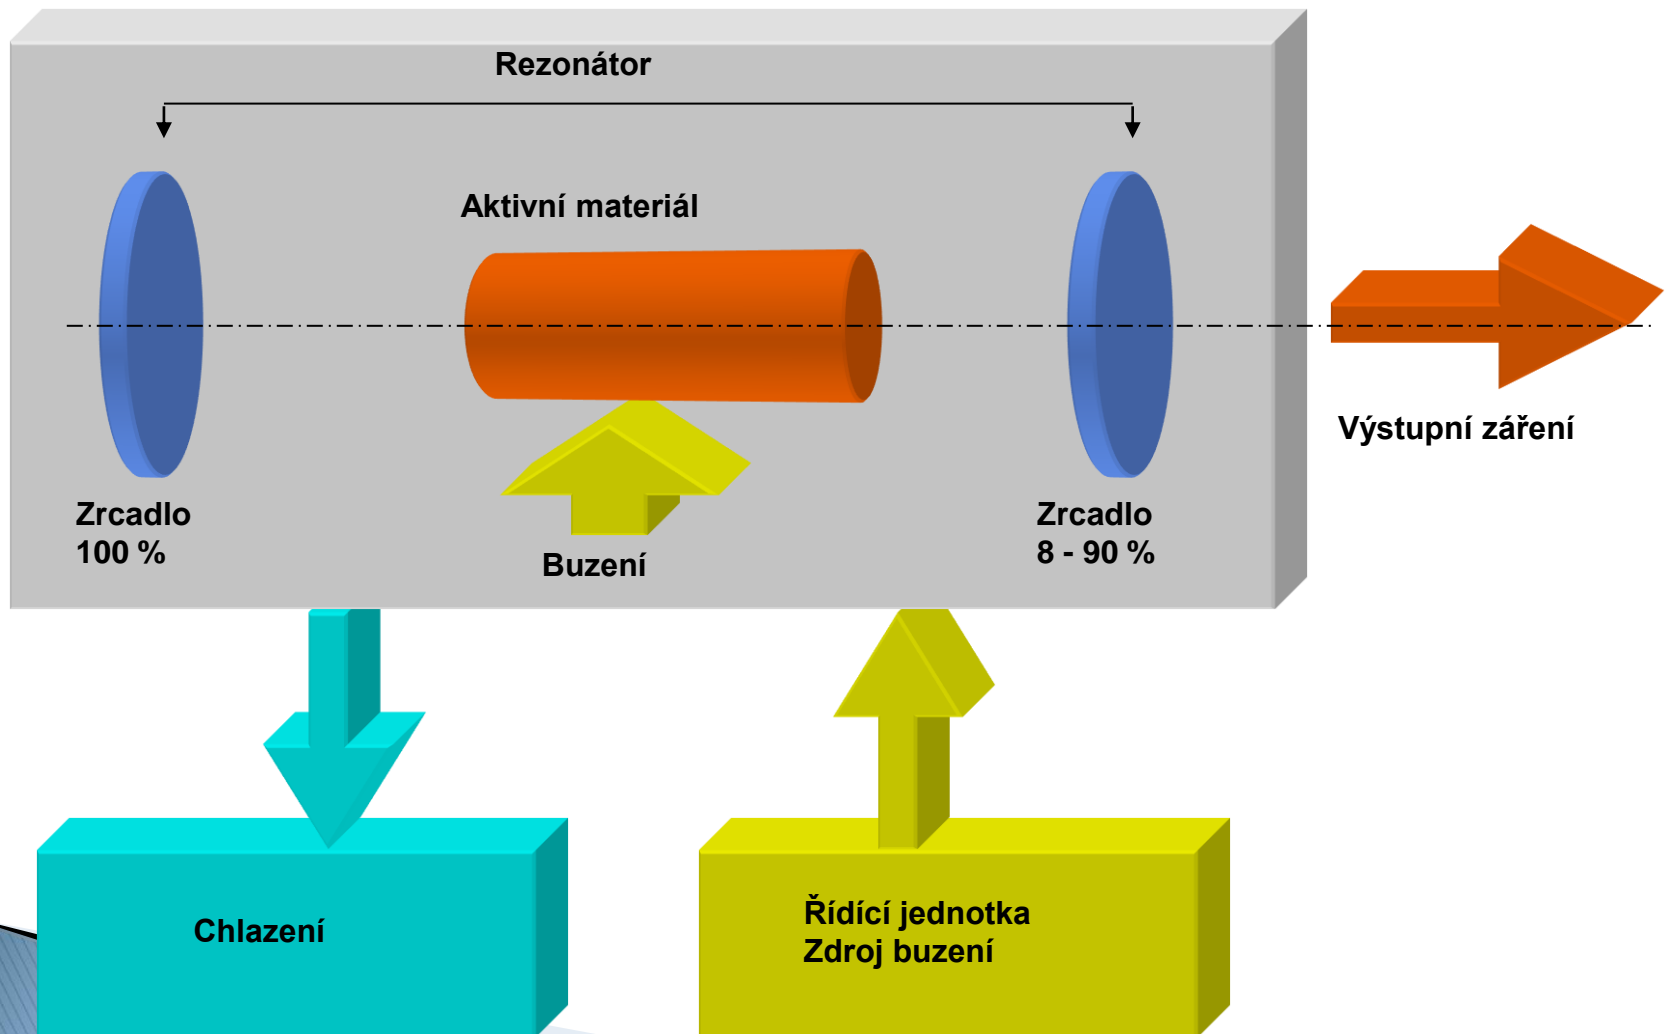 Rezonátor
Aktivní materiál
Výstupní záření
Zrcadlo
100 %
Zrcadlo
8 - 90 %
Buzení
Chlazení
Řídící jednotka
Zdroj buzení